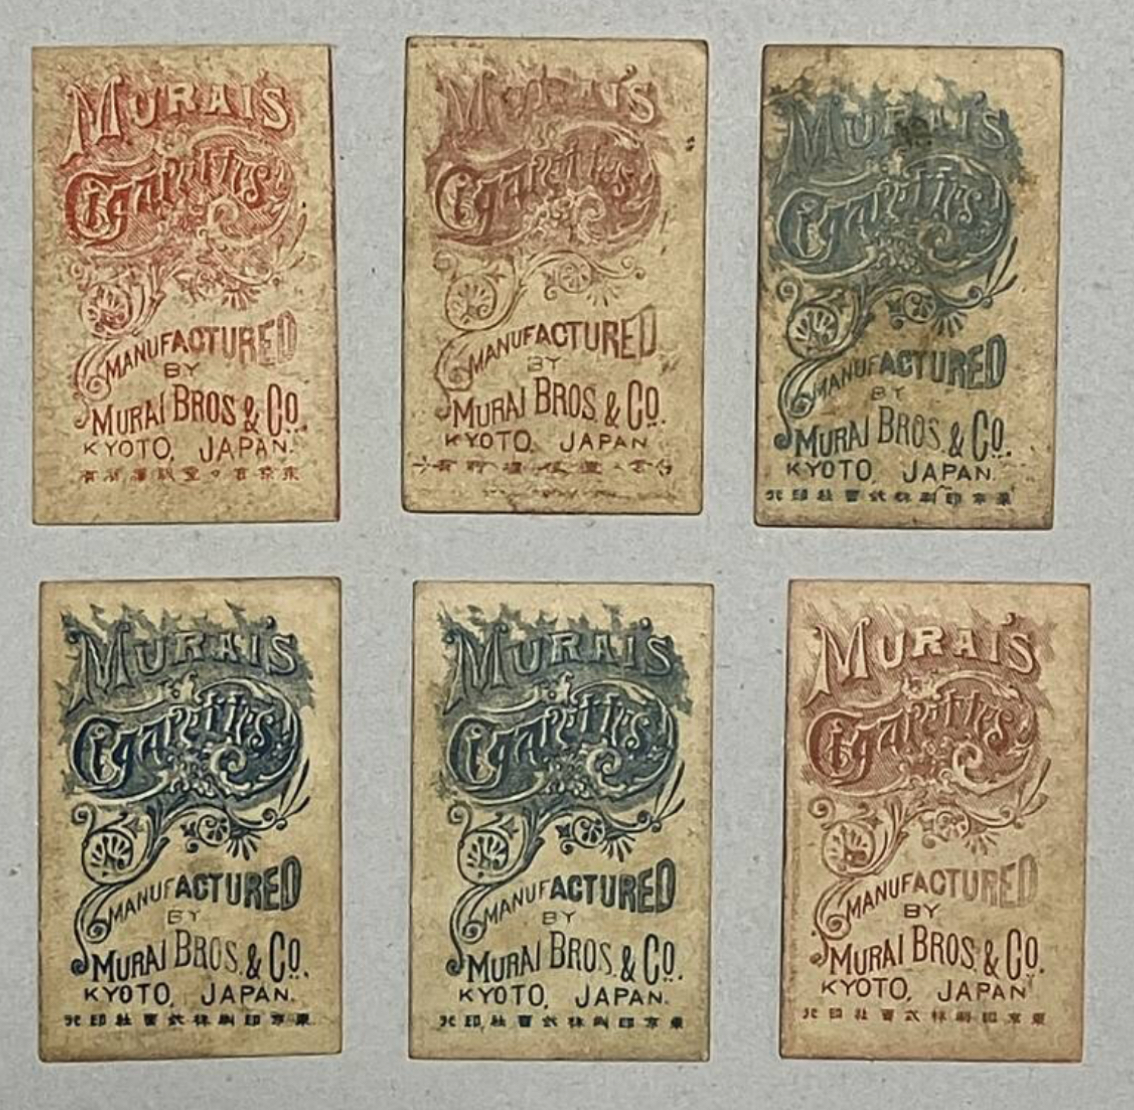 MURAI'S
Cigarettes
MANUFACTURED
BY
MURAI BROS. & CO.
KYOTO, JAPAN.
MURAI'S
Cigarettes
MANUFACTURED
BY
MURAI BROS. & CO.
KYOTO, JAPAN
MURAI'S
Cigarettes
MANUFACTURED
BY
MURAI BROS. & CO.
KYOTO, JAPAN.
MURAI'S
Cigarettes
MANUFACTURED
BY
MURAI BROS. & CO.
KYOTO, JAPAN.
MURAI'S
Cigarettes
MANUFACTURED
BY
MURAI BROS. & CO.
KYOTO, JAPAN.
MURAI'S
Cigarettes
MANUFACTURED
BY
MURAI BROS. & CO.
KYOTO, JAPAN